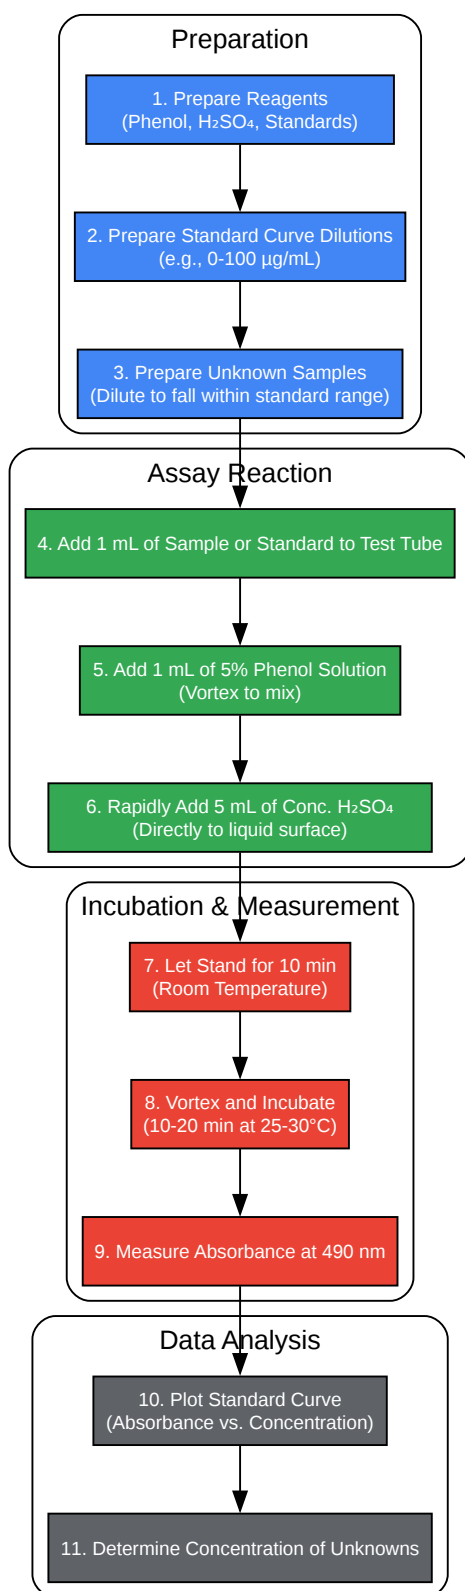 Preparation
1. Prepare Reagents
(Phenol, H₂SO₄, Standards)
2. Prepare Standard Curve Dilutions
(e.g., 0-100 µg/mL)
3. Prepare Unknown Samples
(Dilute to fall within standard range)
Assay Reaction
4. Add 1 mL of Sample or Standard to Test Tube
5. Add 1 mL of 5% Phenol Solution
(Vortex to mix)
6. Rapidly Add 5 mL of Conc. H₂SO₄
(Directly to liquid surface)
Incubation & Measurement
7. Let Stand for 10 min
(Room Temperature)
8. Vortex and Incubate
(10-20 min at 25-30°C)
9. Measure Absorbance at 490 nm
Data Analysis
10. Plot Standard Curve
(Absorbance vs. Concentration)
11. Determine Concentration of Unknowns